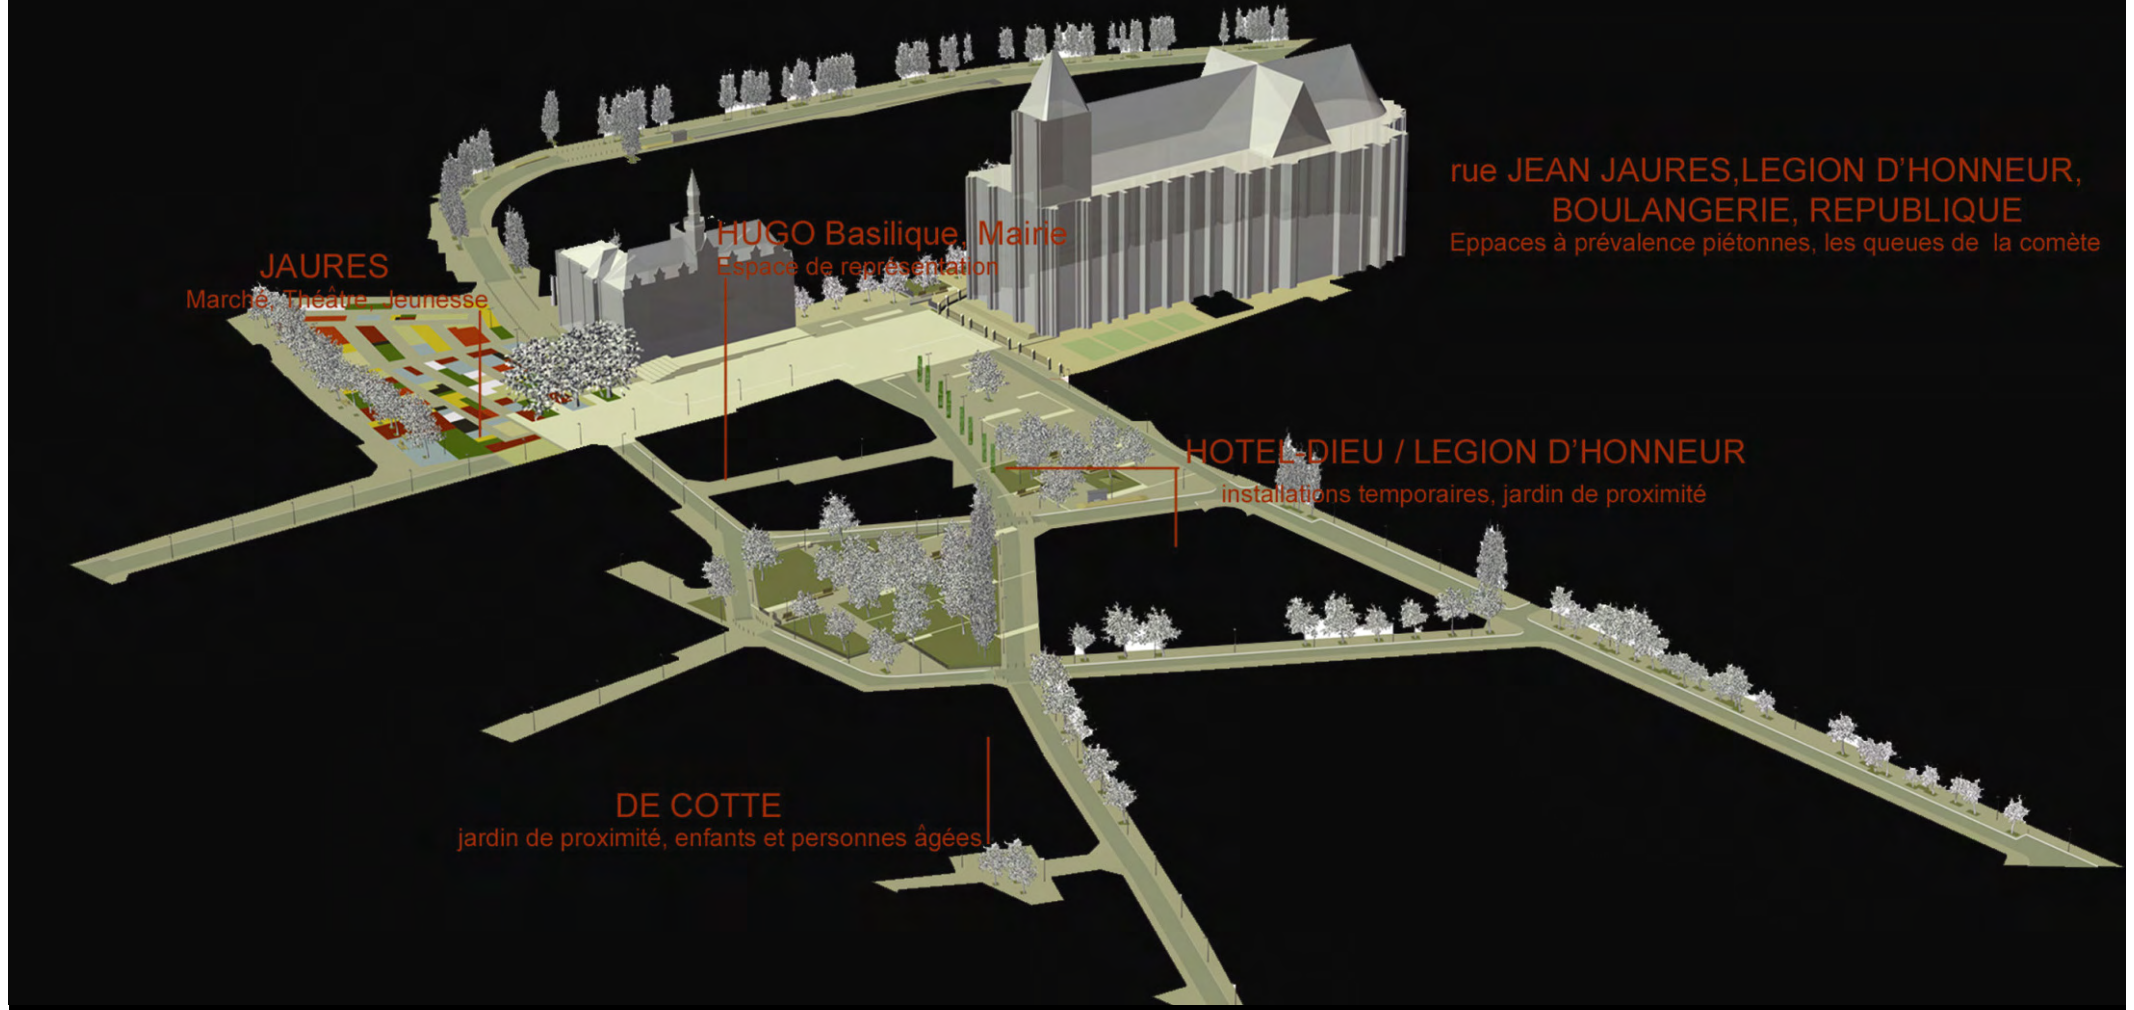 rue JEAN JAURES,LEGION D'HONNEUR,
BOULANGERIE, REPUBLIQUE
Eppaces à prévalence piétonnes, les queues de la comète
HUGO Basilique, Mairie
Espace de représentation
JAURES
Marché, Théâtre, Jeunesse
HOTEL-DIEU / LEGION D'HONNEUR
installations temporaires, jardin de proximité
DE COTTE
jardin de proximité, enfants et personnes âgées